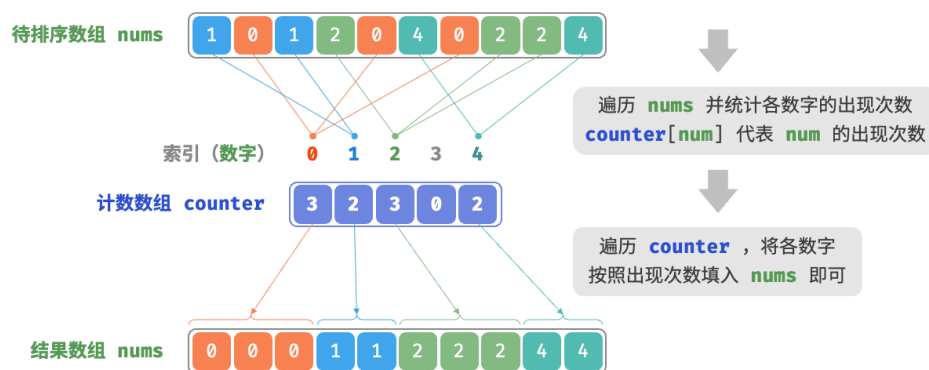 待排序数组 nums
1 0 1 2 0 4 0 2 2 4
遍历 nums 并统计各数字的出现次数
counter[num] 代表 num 的出现次数
索引（数字） 0 1 2 3 4
计数数组 counter
3 2 3 0 2
遍历 counter ，将各数字
按照出现次数填入 nums 即可
结果数组 nums
0 0 0 1 1 2 2 2 4 4